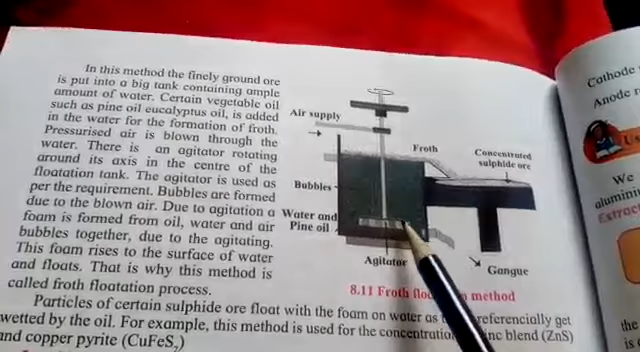 In this method the finely ground ore
is put into a big tank containing ample
amount of water. Certain vegetable oil
such as pine oil eucalyptus oil, is added
in the water for the formation of froth.
Pressurised air is blown through the
water. There is an agitator rotating
around its axis in the centre of the
floatation tank. The agitator is used as
per the requirement. Bubbles are formed
due to the blown air. Due to agitation a
foam is formed from oil, water and air
bubbles together, due to the agitating.
This foam rises to the surface of water
and floats. That is why this method is
called froth floatation process.
Particles of certain sulphide ore float with the foam on water as referencially get
wetted by the oil. For example, this method is used for the concentratio inc blend (ZnS)
and copper pyrite (CuFeS₂)
Air supply
Froth
Concentrated
sulphide ore
Bubbles
Water and
Pine oil
Agitator
Gangue
8.11 Froth method
Cathode
Anode r
Us
We
alumini
Extrac
the
is